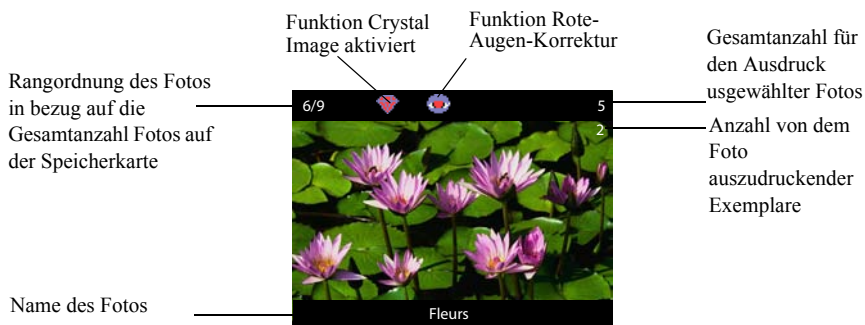 Funktion Crystal
Image aktiviert
Funktion Rote-
Augen-Korrektur
Gesamtanzahl für
den Ausdruck
usgewählter Fotos
Rangordnung des Fotos
in bezug auf die
Gesamtanzahl Fotos auf
der Speicherkarte
6/9
5
2
Anzahl von dem
Foto
auszudruckender
Exemplare
Name des Fotos
Fleurs